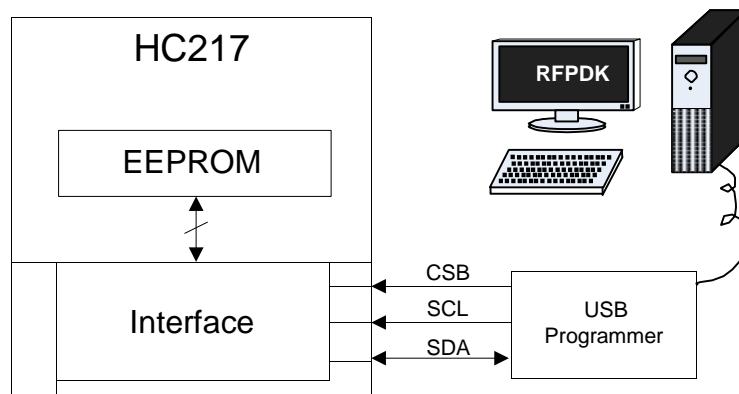 HC217
RFPDK
EEPROM
CSB
SCL
SDA
Interface
USB
Programmer